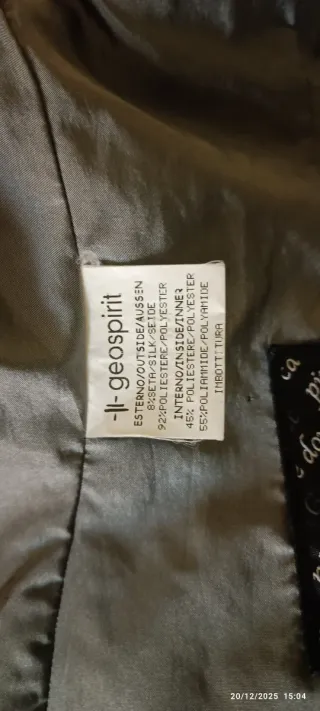 -||- geospirit
ESTERNO/OUTSIDE/AUSSEN
8%SETA/SILK/SEIDE
92%POLIESTERE/POLYESTER
INTERNO/INSIDE/INNER
45% POLIESTERE/POLYESTER
55%POLIAMMIDE/POLYAMIDE
IMBOTTITURA
20/12/2025 15:04